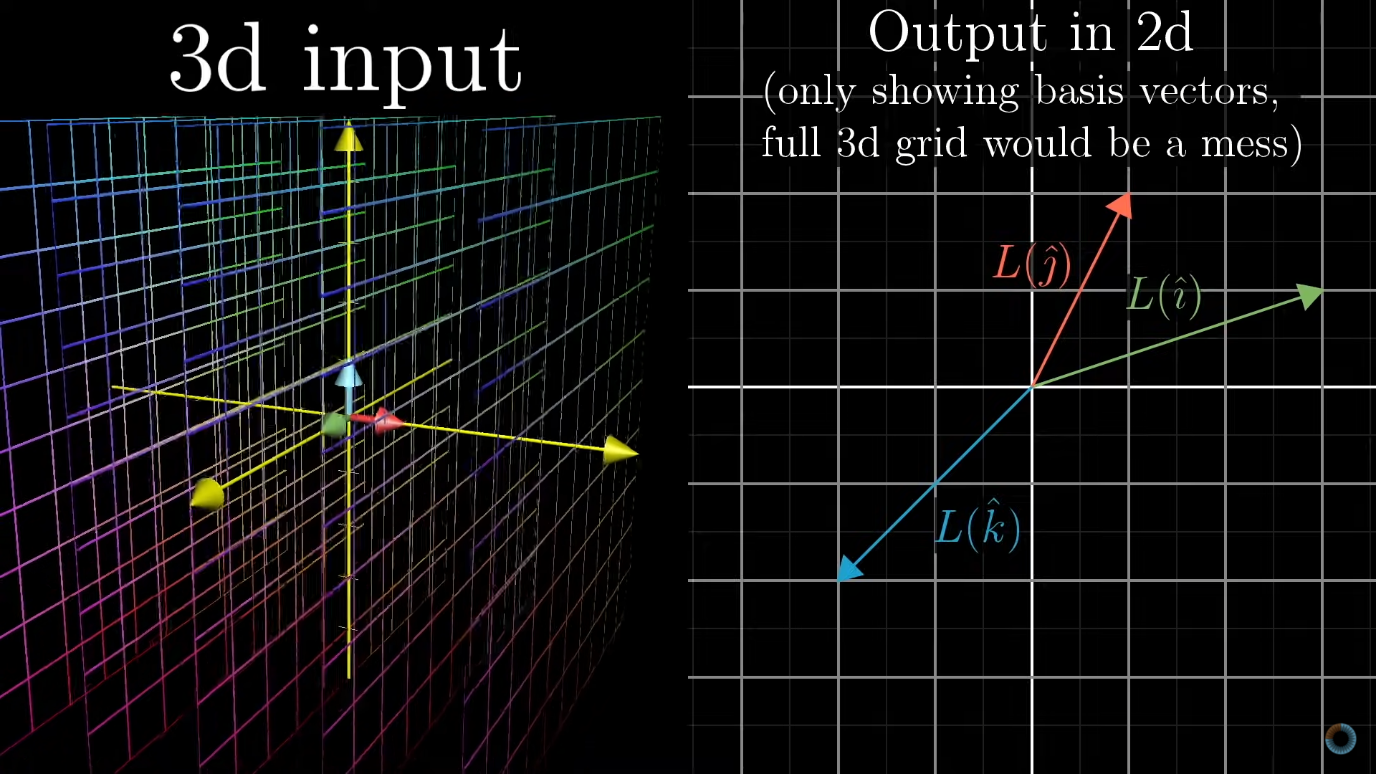 3d input
Output in 2d
(only showing basis vectors,
full 3d grid would be a mess)
L(ĵ)
L(î)
L(k̂)